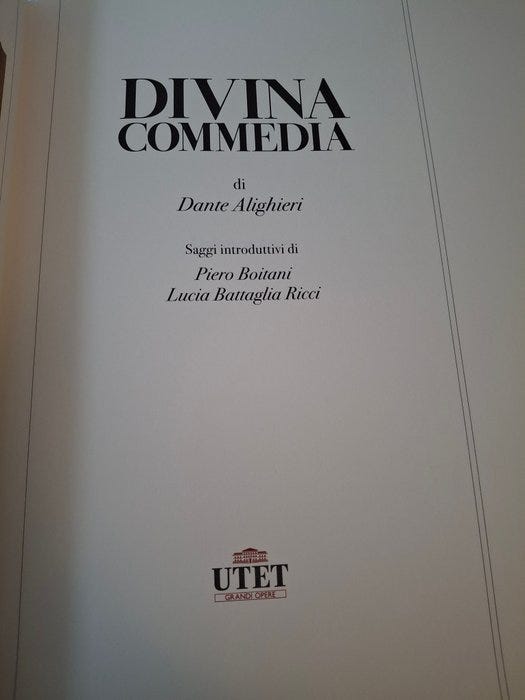 DIVINA
COMMEDIA
di
Dante Alighieri
Saggi introduttivi di
Piero Boitani
Lucia Battaglia Ricci
UTET
GRANDI OPERE